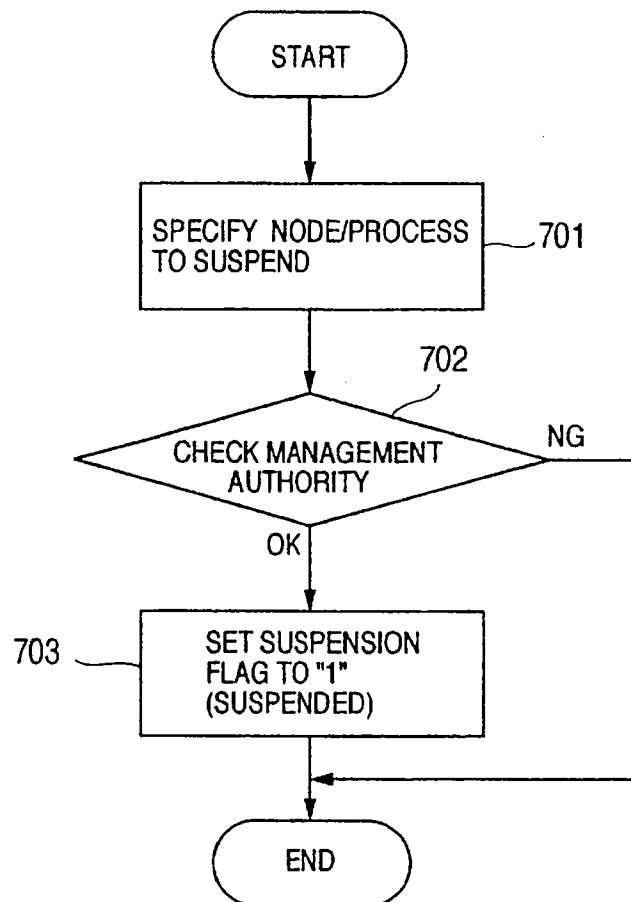 START
SPECIFY NODE/PROCESS
TO SUSPEND
701
702
CHECK MANAGEMENT
AUTHORITY
NG
OK
703
SET SUSPENSION
FLAG TO "1"
(SUSPENDED)
END